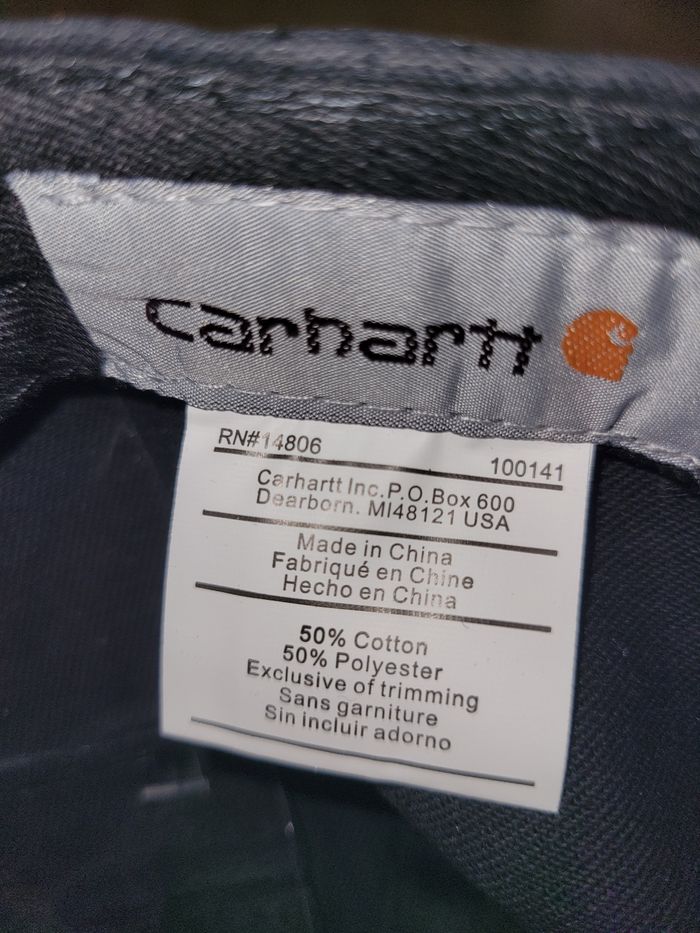 carhartt
RN#14806
100141
Carhartt Inc.P.O.Box 600
Dearborn. MI48121 USA
Made in China
Fabriqué en Chine
Hecho en China
50% Cotton
50% Polyester
Exclusive of trimming
Sans garniture
Sin incluir adorno